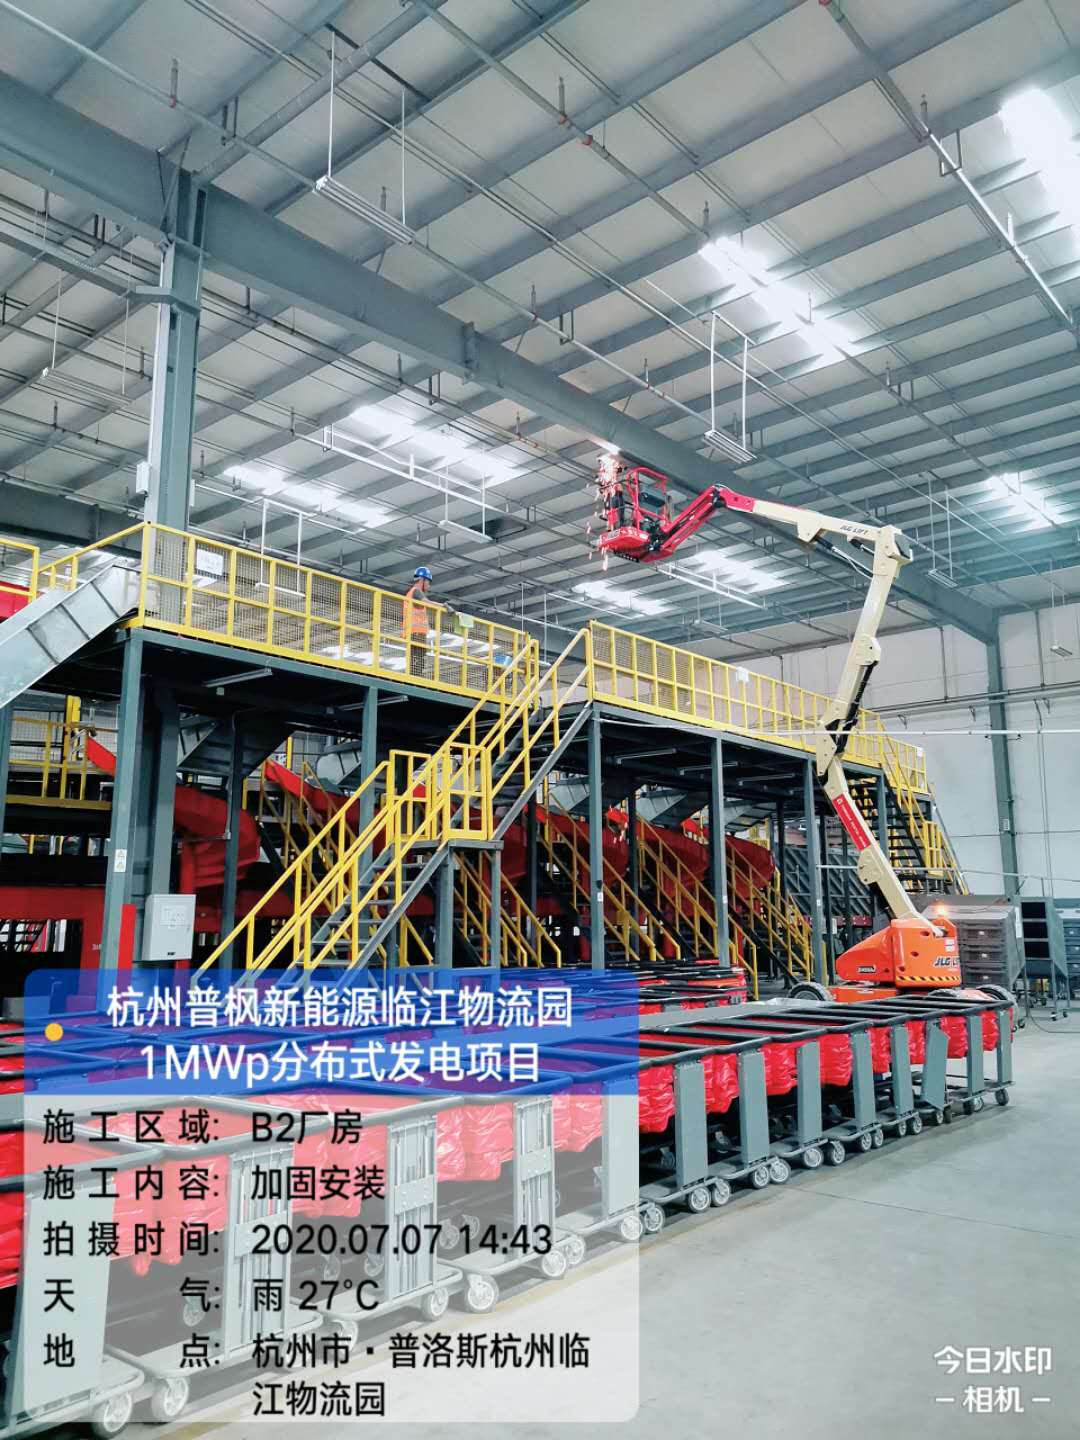 JLG LIFT
JLG LIFT
杭州普枫新能源临江物流园
1MWp分布式发电项目
施工区域: B2厂房
施工内容: 加固安装
拍摄时间: 2020.07.07 14:43
天气: 雨 27°C
地点: 杭州市·普洛斯杭州临
江物流园
今日水印
相机